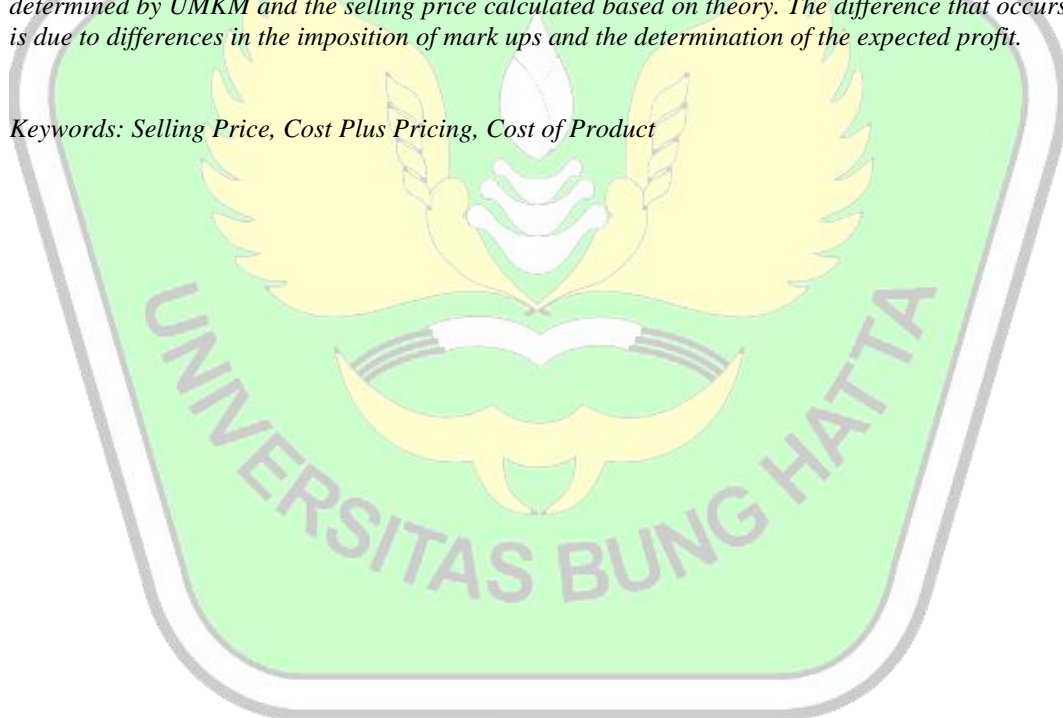 determined by UMKM and the selling price calculated based on theory. The difference that occurs
is due to differences in the imposition of mark ups and the determination of the expected profit.
Keywords: Selling Price, Cost Plus Pricing, Cost of Product
UNIVERSITAS BUNG HATTA